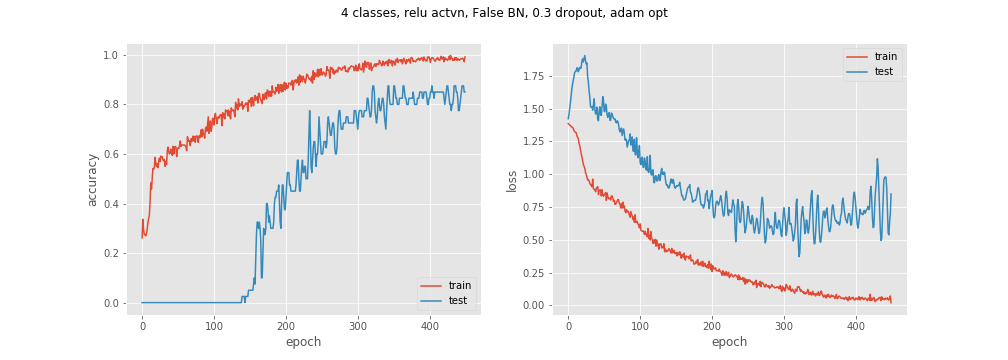 4 classes, relu actvn, False BN, 0.3 dropout, adam opt
accuracy
1.0
0.8
0.6
0.4
0.2
0.0
0 100 200 300 400
epoch
train
test
loss
1.75
1.50
1.25
1.00
0.75
0.50
0.25
0.00
0 100 200 300 400
epoch
train
test